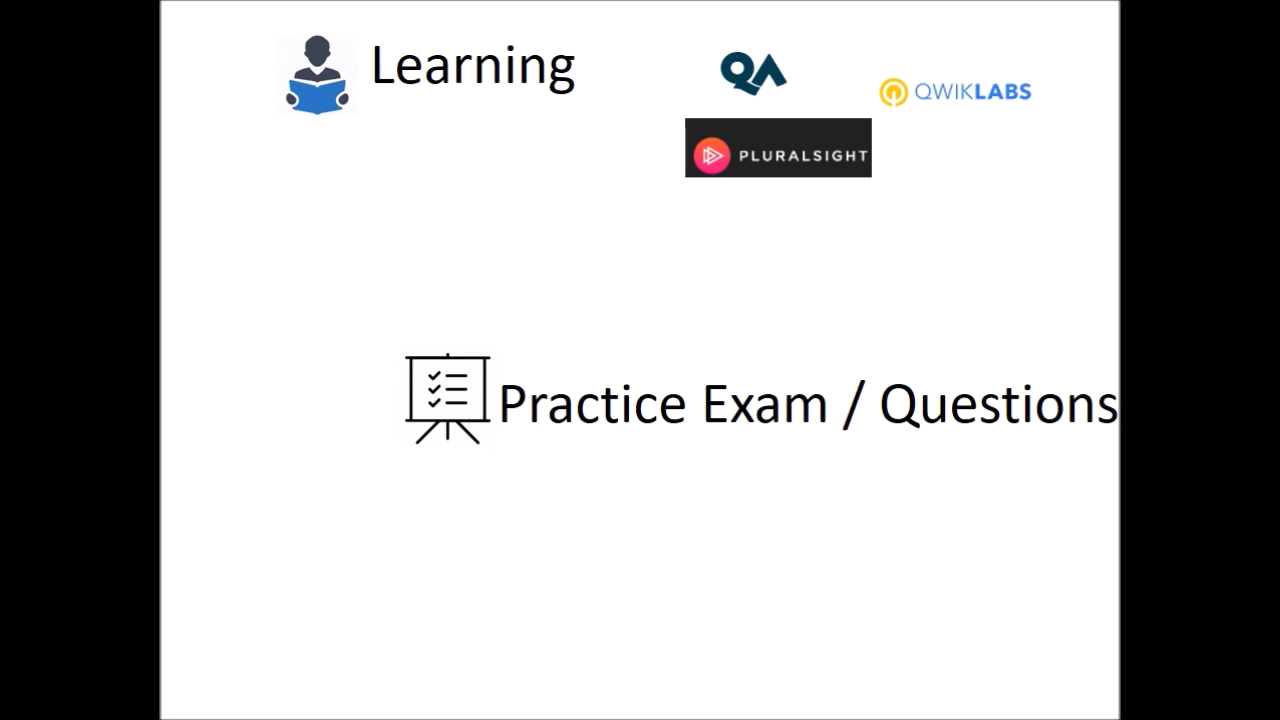 Learning
QA
QWIKLABS
PLURALSIGHT
Practice Exam / Questions